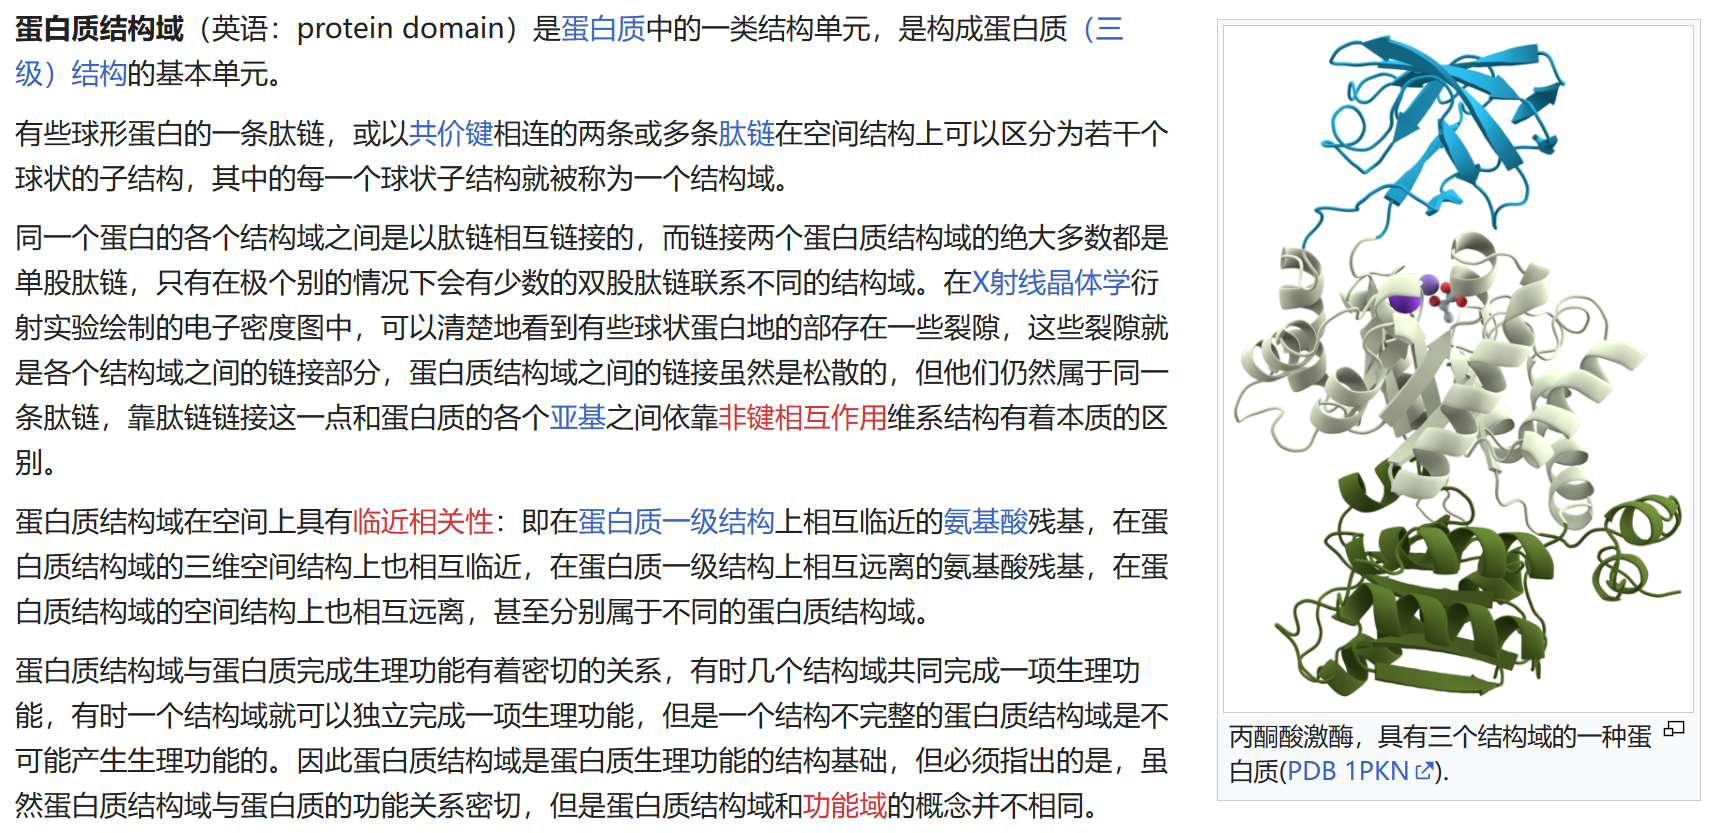 蛋白质结构域（英语：protein domain）是蛋白质中的一类结构单元，是构成蛋白质（三
级）结构的基本单元。
有些球形蛋白的一条肽链，或以共价键相连的两条或多条肽链在空间结构上可以区分为若干个
球状的子结构，其中的每一个球状子结构就被称为一个结构域。
同一个蛋白的各个结构域之间是以肽链相互链接的，而链接两个蛋白质结构域的绝大多数都是
单股肽链，只有在极个别的情况下会有少数的双股肽链联系不同的结构域。在X射线晶体学衍
射实验绘制的电子密度图中，可以清楚地看到有些球状蛋白地的部存在一些裂隙，这些裂隙就
是各个结构域之间的链接部分，蛋白质结构域之间的链接虽然是松散的，但他们仍然属于同一
条肽链，靠肽链链接这一点和蛋白质的各个亚基之间依靠非键相互作用维系结构有着本质的区
别。
蛋白质结构域在空间上具有临近相关性：即在蛋白质一级结构上相互临近的氨基酸残基，在蛋
白质结构域的三维空间结构上也相互临近，在蛋白质一级结构上相互远离的氨基酸残基，在蛋
白质结构域的空间结构上也相互远离，甚至分别属于不同的蛋白质结构域。
蛋白质结构域与蛋白质完成生理功能有着密切的关系，有时几个结构域共同完成一项生理功
能，有时一个结构域就可以独立完成一项生理功能，但是一个结构不完整的蛋白质结构域是不
可能产生生理功能的。因此蛋白质结构域是蛋白质生理功能的结构基础，但必须指出的是，虽
然蛋白质结构域与蛋白质的功能关系密切，但是蛋白质结构域和功能域的概念并不相同。
丙酮酸激酶，具有三个结构域的一种蛋
白质(PDB 1PKN).